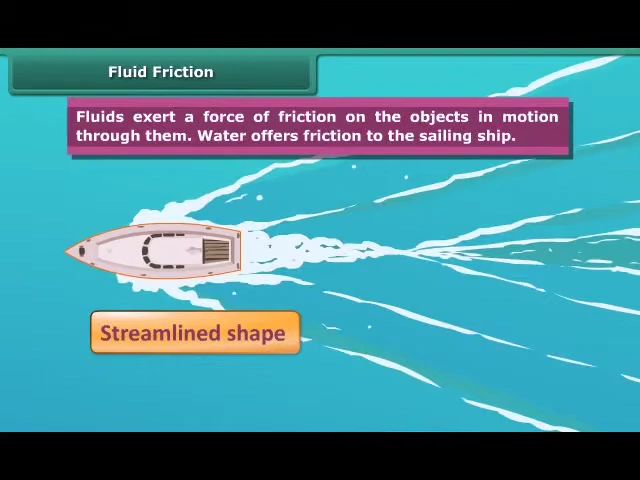 Fluid Friction
Fluids exert a force of friction on the objects in motion
through them. Water offers friction to the sailing ship.
Streamlined shape